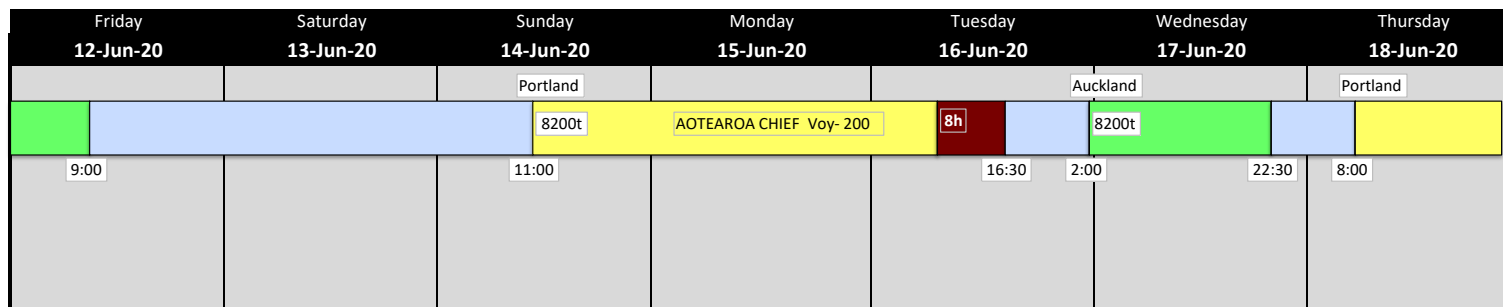 Friday Saturday Sunday Monday Tuesday Wednesday Thursday
12-Jun-20 13-Jun-20 14-Jun-20 15-Jun-20 16-Jun-20 17-Jun-20 18-Jun-20
Portland Auckland Portland
8200t AOTEAROA CHIEF Voy- 200 8h 8200t
9:00 11:00 16:30 2:00 22:30 8:00